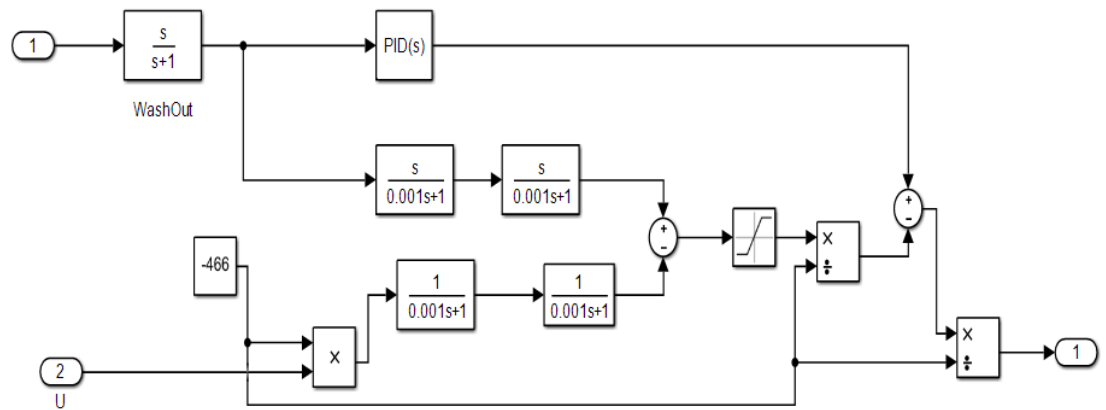 1
s
s+1
WashOut
PID(s)
s
0.001s+1
s
0.001s+1
+
-
+
-
×
÷
-466
1
0.001s+1
1
0.001s+1
×
2
U
×
÷
1